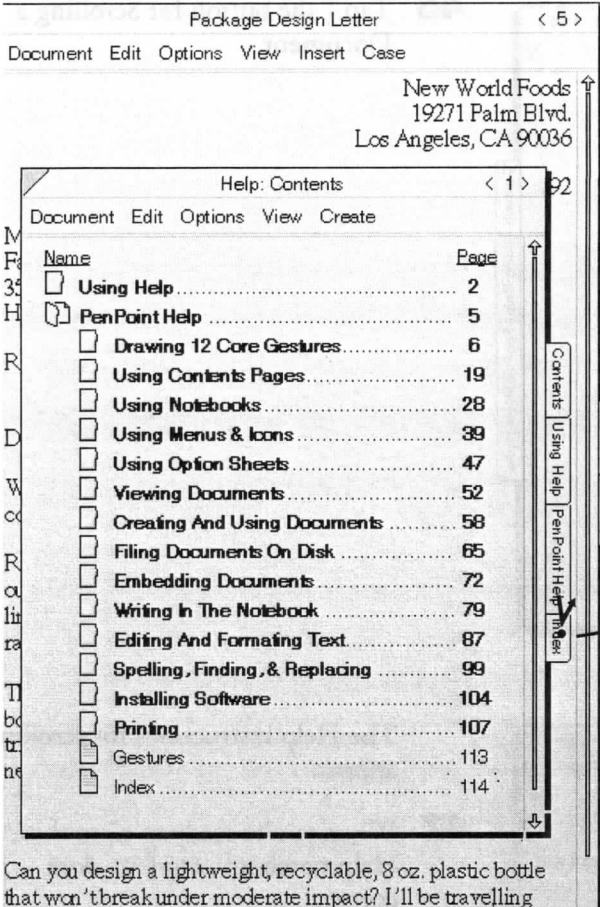 Package Design Letter < 5 >
Document Edit Options View Insert Case
New World Foods
19271 Palm Blvd.
Los Angeles, CA 90036
92
Help: Contents < 1 >
Document Edit Options View Create
Name Page
Using Help 2
PenPoint Help 5
Drawing 12 Core Gestures 6
Using Contents Pages 19
Using Notebooks 28
Using Menus & Icons 39
Using Option Sheets 47
Viewing Documents 52
Creating And Using Documents 58
Filing Documents On Disk 65
Embedding Documents 72
Writing In The Notebook 79
Editing And Formating Text 87
Spelling, Finding, & Replacing 99
Installing Software 104
Printing 107
Gestures 113
Index 114
Contents
Using Help
PenPoint Help
Index
Can you design a lightweight, recyclable, 8 oz. plastic bottle
that won't break under moderate impact? I'll be travelling